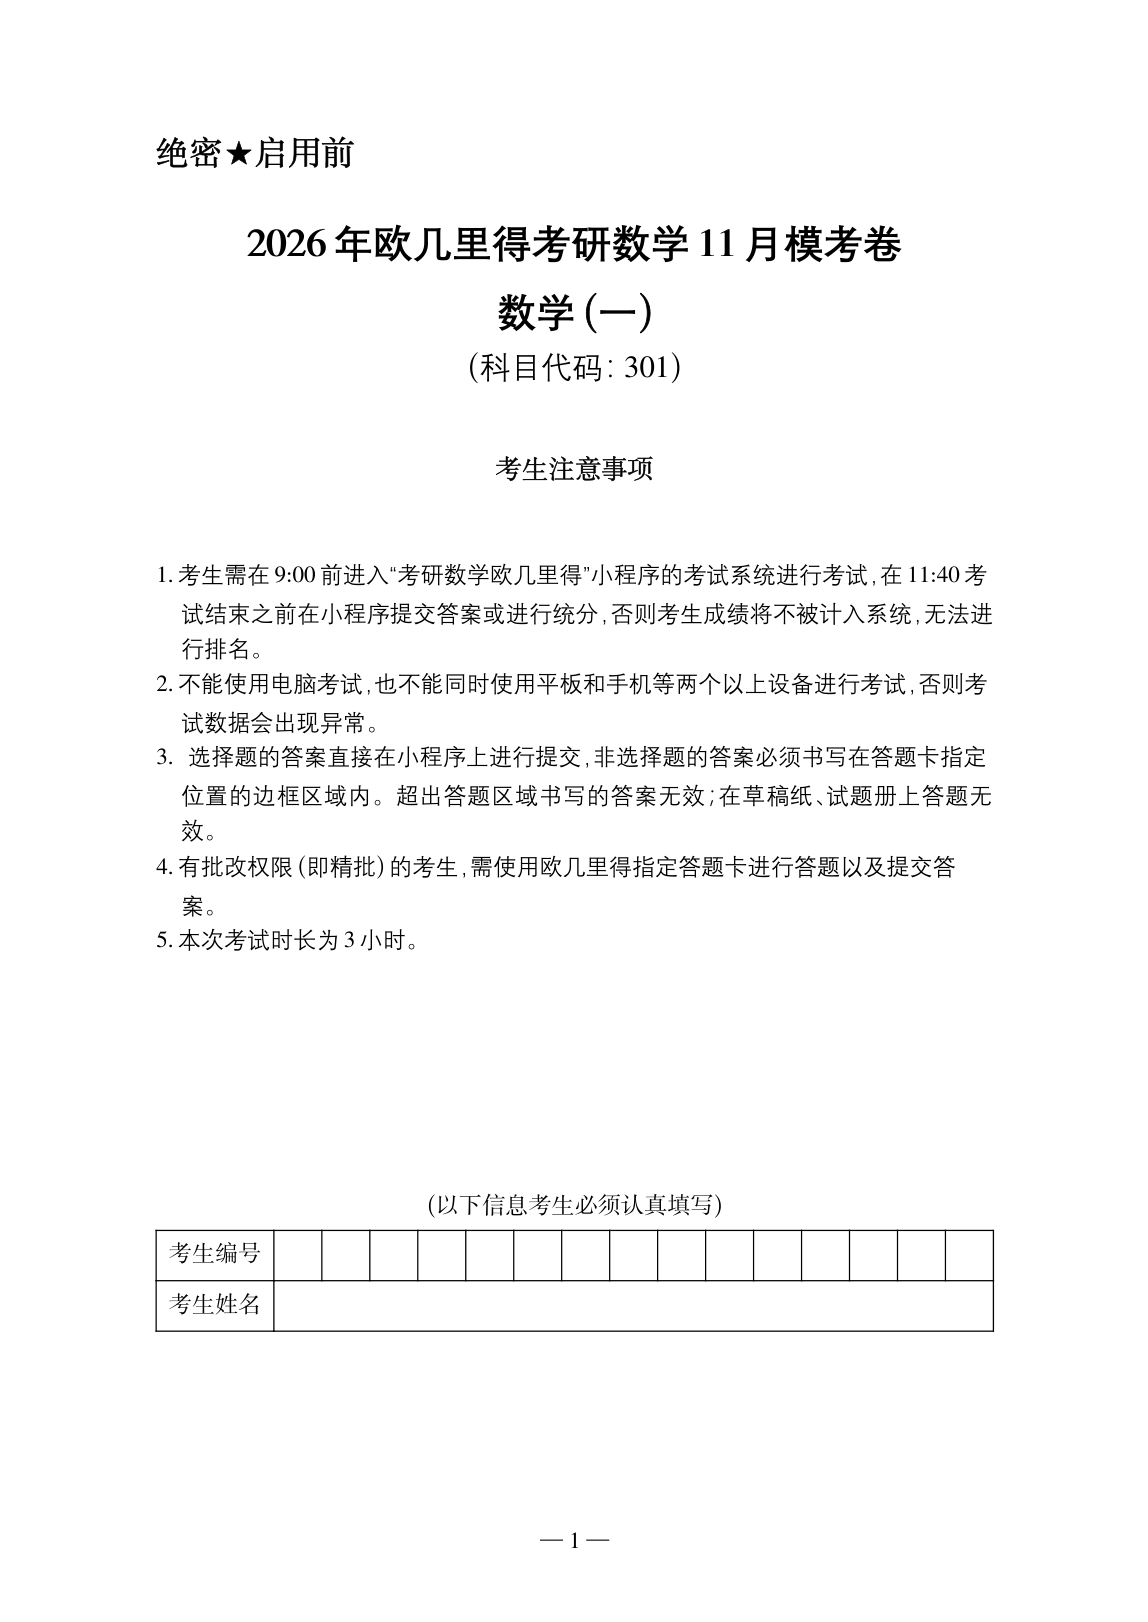 绝密★启用前
2026年欧几里得考研数学11月模考卷
数学(一)
(科目代码: 301)
考生注意事项
1. 考生需在9:00前进入“考研数学欧几里得”小程序的考试系统进行考试,在11:40考
试结束之前在小程序提交答案或进行统分,否则考生成绩将不被计入系统,无法进
行排名。
2. 不能使用电脑考试,也不能同时使用平板和手机等两个以上设备进行考试,否则考
试数据会出现异常。
3. 选择题的答案直接在小程序上进行提交,非选择题的答案必须书写在答题卡指定
位置的边框区域内。超出答题区域书写的答案无效;在草稿纸、试题册上答题无
效。
4. 有批改权限(即精批)的考生,需使用欧几里得指定答题卡进行答题以及提交答
案。
5. 本次考试时长为3小时。
(以下信息考生必须认真填写)
考生编号
考生姓名
— 1 —